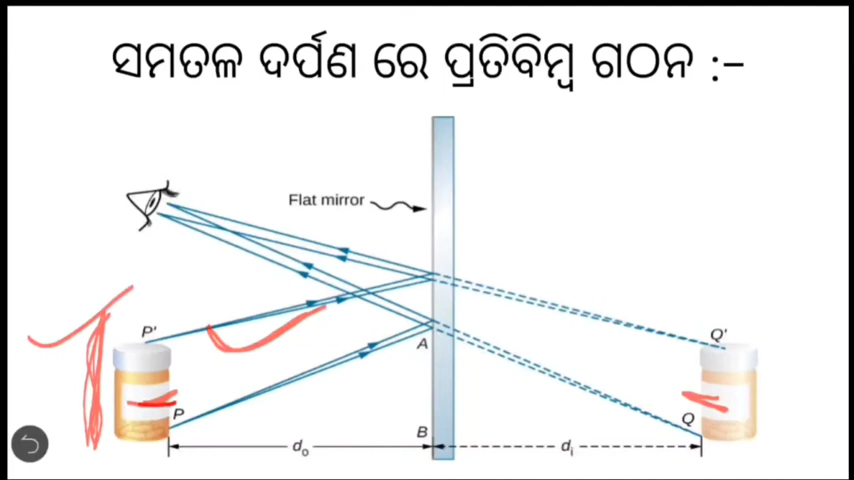 ସମତଳ ଦର୍ପଣ ରେ ପ୍ରତିବିମ୍ବ ଗଠନ :-
Flat mirror
P'
Q'
A
P
Q
B
d₀
dᵢ